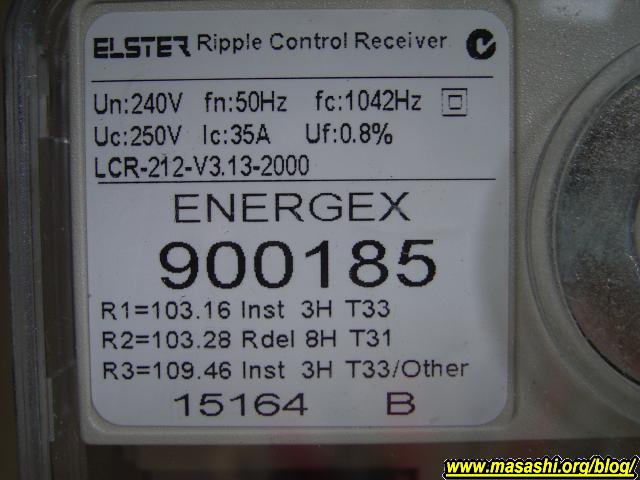 ELSTER Ripple Control Receiver
Un:240V fn:50Hz fc:1042Hz
Uc:250V Ic:35A Uf:0.8%
LCR-212-V3.13-2000
ENERGEX
900185
R1=103.16 Inst 3H T33
R2=103.28 Rdel 8H T31
R3=109.46 Inst 3H T33/Other
15164 B
www.masashi.org/blog/